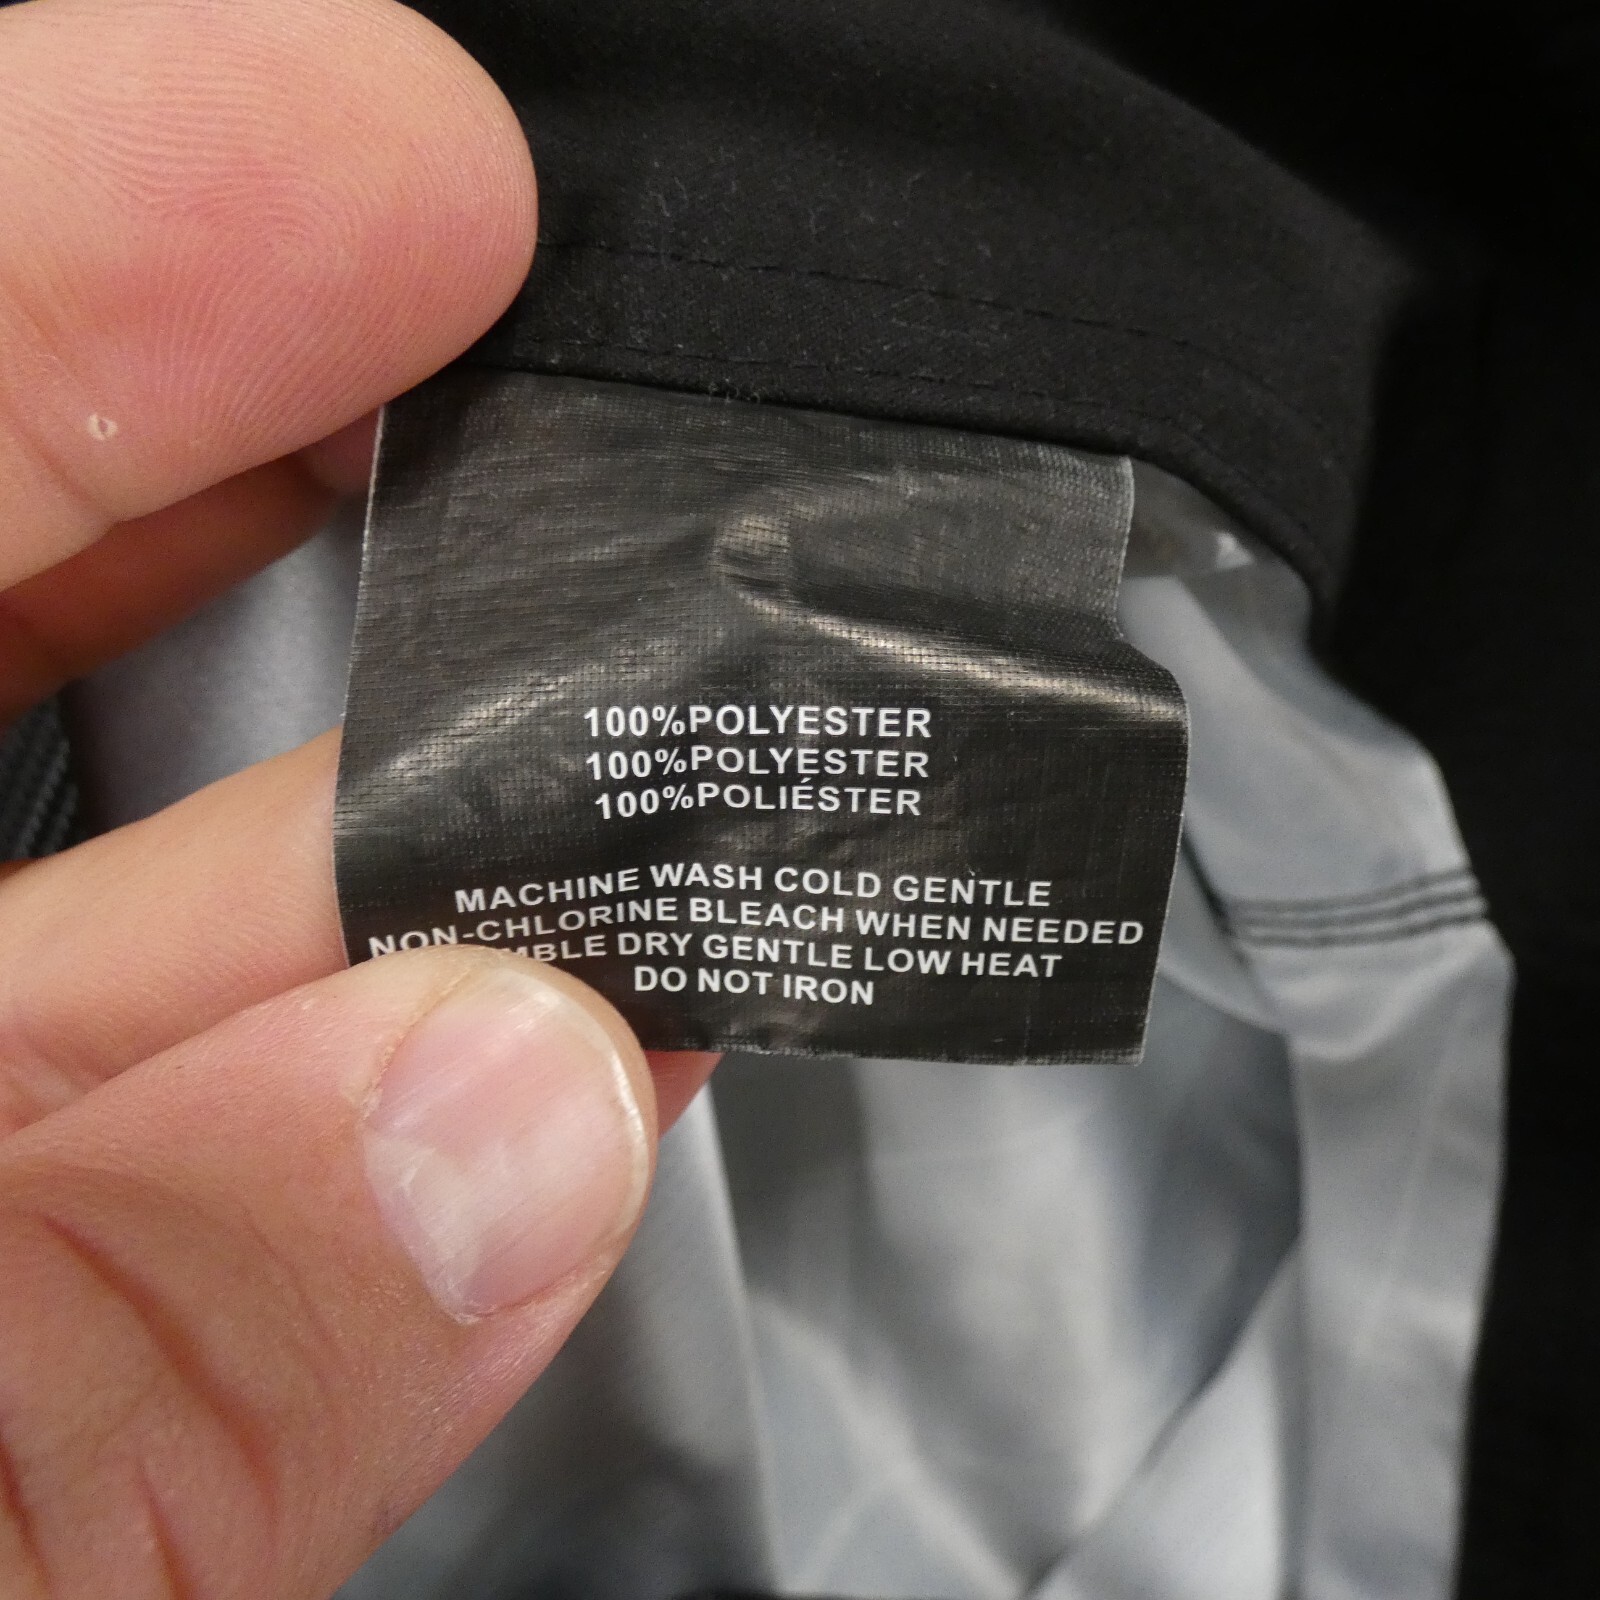 100%POLYESTER
100%POLYESTER
100%POLIÉSTER
MACHINE WASH COLD GENTLE
NON-CHLORINE BLEACH WHEN NEEDED
DRY GENTLE LOW HEAT
DO NOT IRON